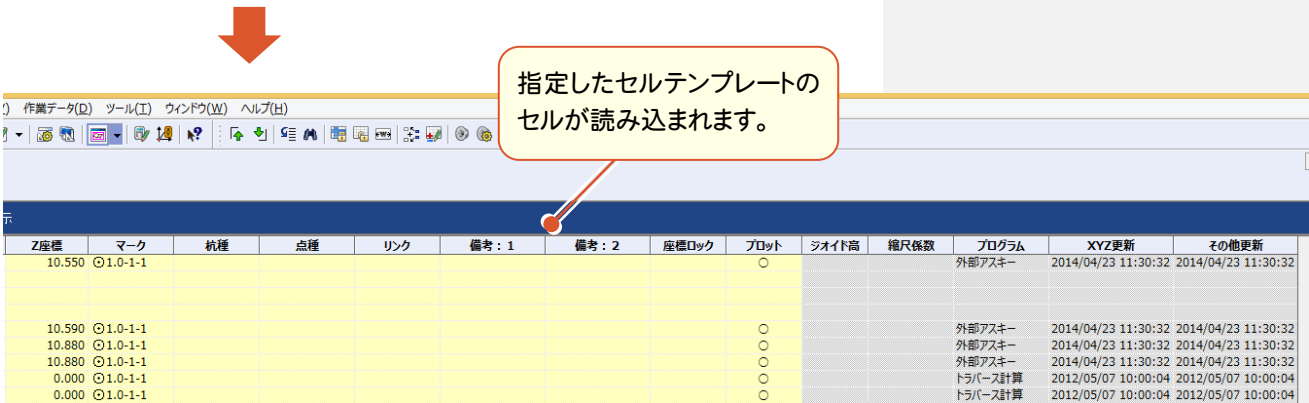 指定したセルテンプレートの
セルが読み込まれます。
) 作業データ(D) ツール(T) ウィンドウ(W) ヘルプ(H)
示
Z座標 マーク 杭種 点種 リンク 備考：1 備考：2 座標ロック プロット ジオイド高 縮尺係数 プログラム XYZ更新 その他更新
10.550 ⊙1.0-1-1 ○ 外部アスキー 2014/04/23 11:30:32 2014/04/23 11:30:32
10.590 ⊙1.0-1-1 ○ 外部アスキー 2014/04/23 11:30:32 2014/04/23 11:30:32
10.880 ⊙1.0-1-1 ○ 外部アスキー 2014/04/23 11:30:32 2014/04/23 11:30:32
10.880 ⊙1.0-1-1 ○ 外部アスキー 2014/04/23 11:30:32 2014/04/23 11:30:32
0.000 ⊙1.0-1-1 ○ トラバース計算 2012/05/07 10:00:04 2012/05/07 10:00:04
0.000 ⊙1.0-1-1 ○ トラバース計算 2012/05/07 10:00:04 2012/05/07 10:00:04